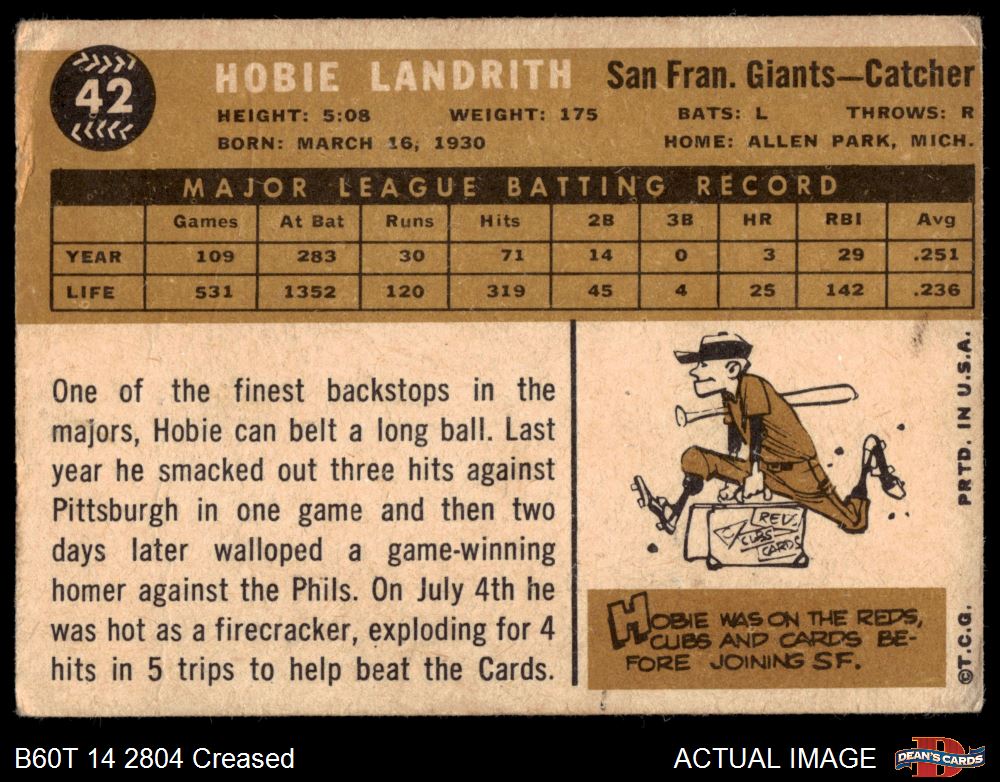 42
HOBIE LANDRITH San Fran. Giants—Catcher
HEIGHT: 5:08 WEIGHT: 175 BATS: L THROWS: R
BORN: MARCH 16, 1930 HOME: ALLEN PARK, MICH.
MAJOR LEAGUE BATTING RECORD
Games At Bat Runs Hits 2B 3B HR RBI Avg
YEAR 109 283 30 71 14 0 3 29 .251
LIFE 531 1352 120 319 45 4 25 142 .236
One of the finest backstops in the
majors, Hobie can belt a long ball. Last
year he smacked out three hits against
Pittsburgh in one game and then two
days later walloped a game-winning
homer against the Phils. On July 4th he
was hot as a firecracker, exploding for 4
hits in 5 trips to help beat the Cards.
REDS
CUBS
CARDS
HOBIE WAS ON THE REDS,
CUBS AND CARDS BE-
FORE JOINING S.F.
©T.C.G. PRTD. IN U.S.A.
B60T 14 2804 Creased
ACTUAL IMAGE
D
DEAN'S CARDS